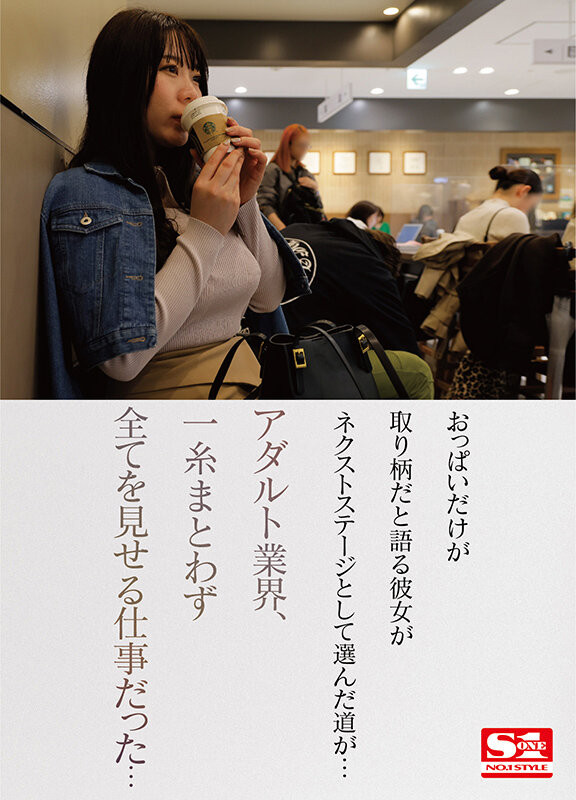 おっぱいだけが
取り柄だと語る彼女が
ネクストステージとして選んだ道が…
アダルト業界、
一糸まとわず
全てを見せる仕事だった…
S1
ONE
NO.1 STYLE